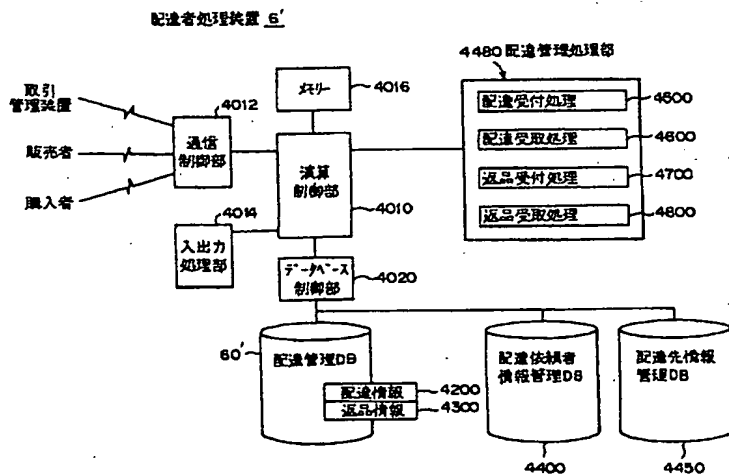 配達者処理装置 6'
取引
管理装置
販売者
購入者
4012
通信
制御部
メモリー
4016
演算
制御部
4010
4014
入出力
処理部
データベース
制御部
4020
4480 配達管理処理部
配達受付処理
4500
配達受取処理
4600
返品受付処理
4700
返品受取処理
4800
60'
配達管理DB
配達情報
4200
返品情報
4300
配達依頼者
情報管理DB
4400
配達先情報
管理DB
4450